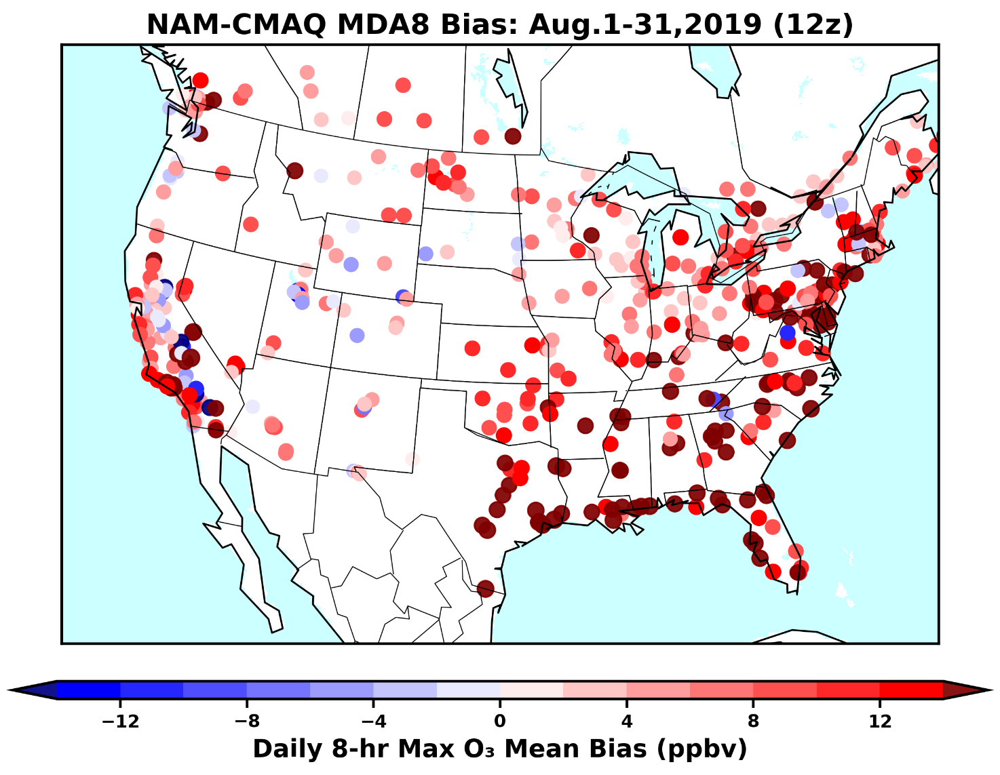 NAM-CMAQ MDA8 Bias: Aug.1-31,2019 (12z)
−12 −8 −4 0 4 8 12
Daily 8-hr Max O₃ Mean Bias (ppbv)